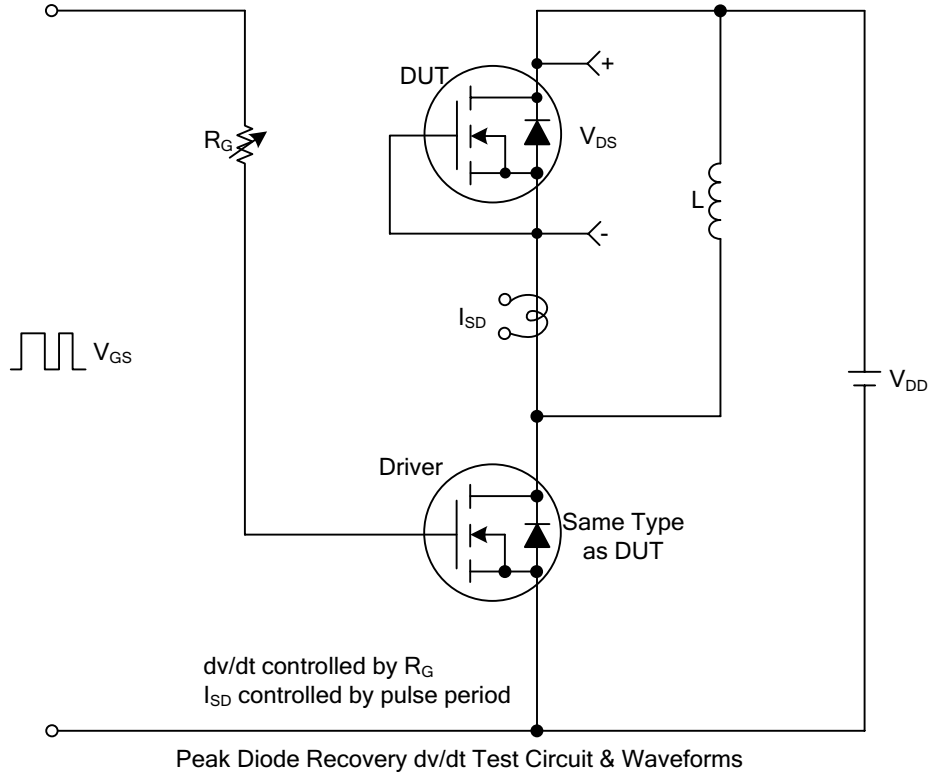 DUT
+
R<sub>G</sub>
V<sub>DS</sub>
L
-
I<sub>SD</sub>
V<sub>GS</sub>
V<sub>DD</sub>
Driver
Same Type
as DUT
dv/dt controlled by R<sub>G</sub>
I<sub>SD</sub> controlled by pulse period
Peak Diode Recovery dv/dt Test Circuit & Waveforms